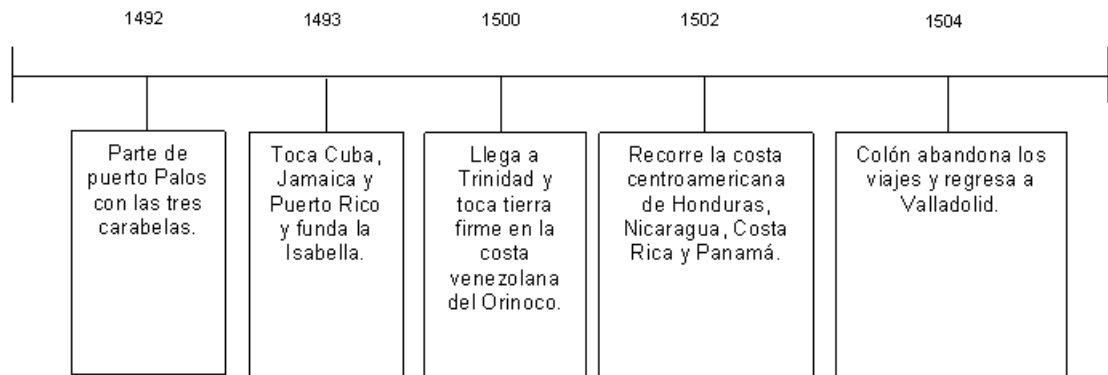 1492 1493 1500 1502 1504
Parte de
puerto Palos
con las tres
carabelas.
Toca Cuba,
Jamaica y
Puerto Rico
y funda la
Isabella.
Llega a
Trinidad y
toca tierra
firme en la
costa
venezolana
del Orinoco.
Recorre la costa
centroamericana
de Honduras,
Nicaragua, Costa
Rica y Panamá.
Colón abandona los
viajes y regresa a
Valladolid.